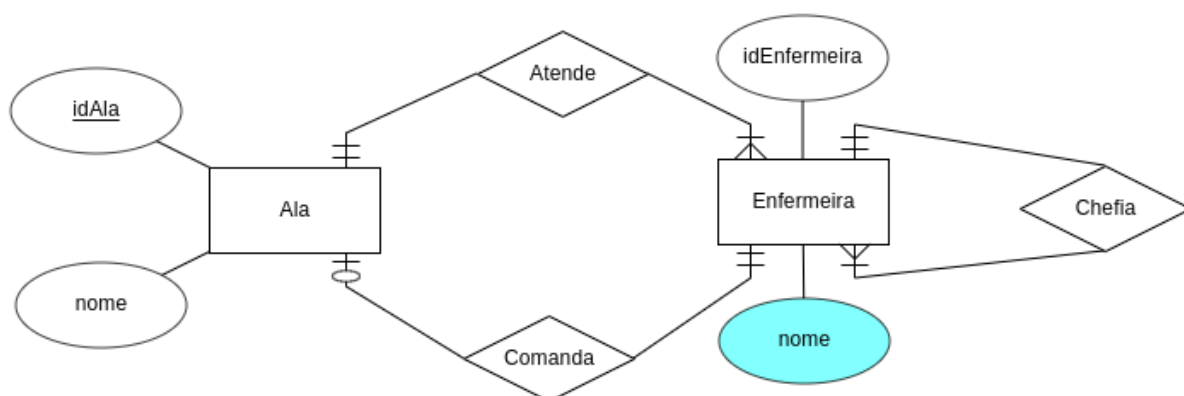 Atende
idEnfermeira
idAla
Ala
Enfermeira
Chefia
nome
Comanda
nome